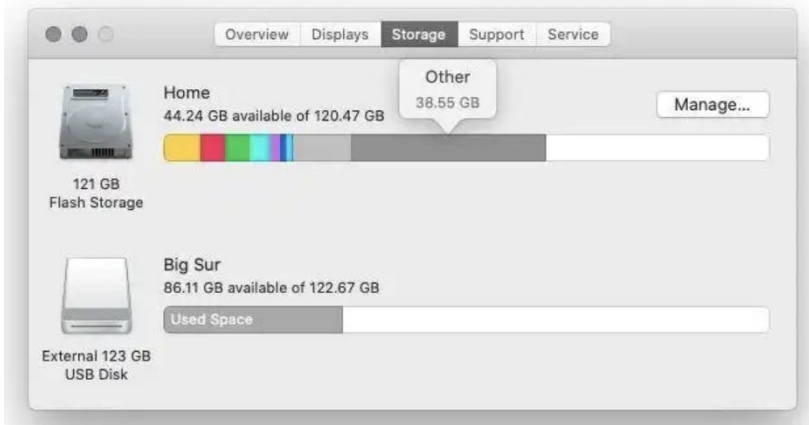 Overview Displays Storage Support Service
Other
38.55 GB
Home
44.24 GB available of 120.47 GB
Manage...
121 GB
Flash Storage
Big Sur
86.11 GB available of 122.67 GB
Used Space
External 123 GB
USB Disk